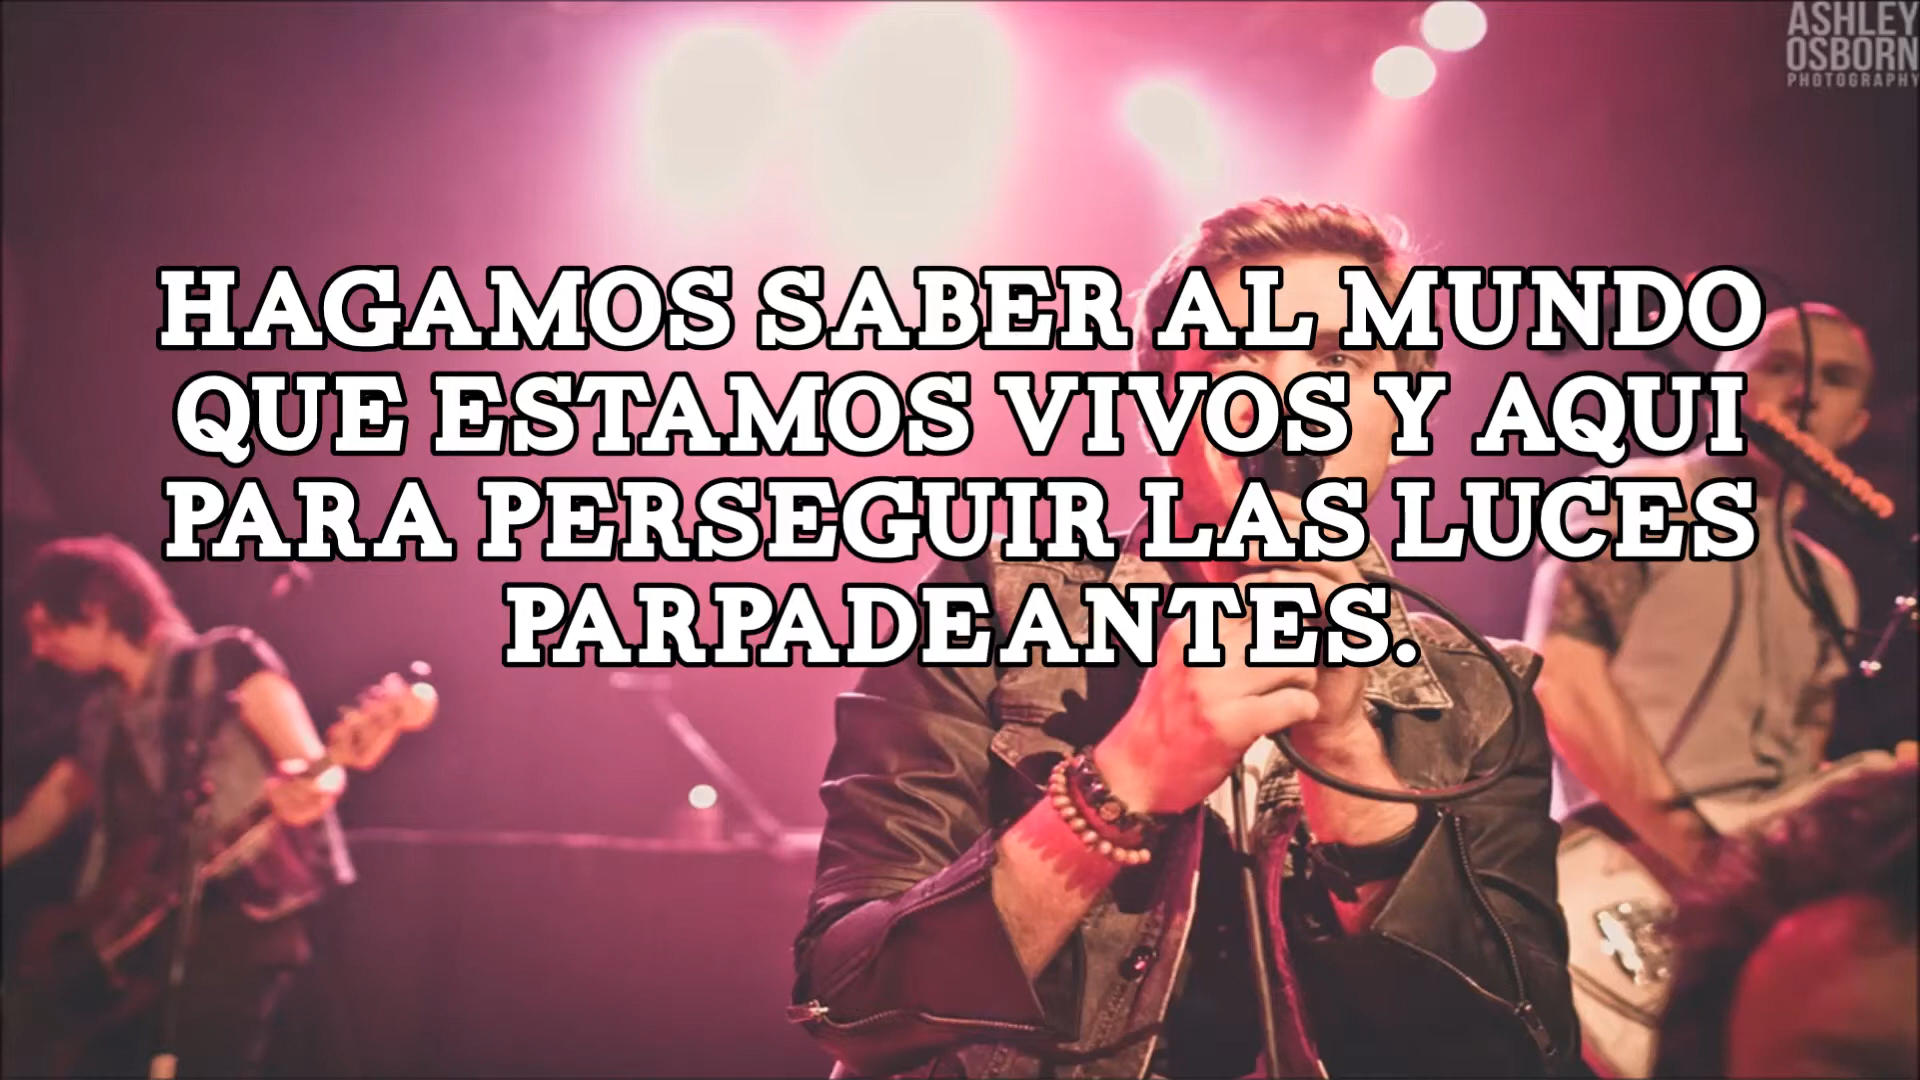 ASHLEY
OSBORN
PHOTOGRAPHY
HAGAMOS SABER AL MUNDO
QUE ESTAMOS VIVOS Y AQUI
PARA PERSEGUIR LAS LUCES
PARPADEANTES.